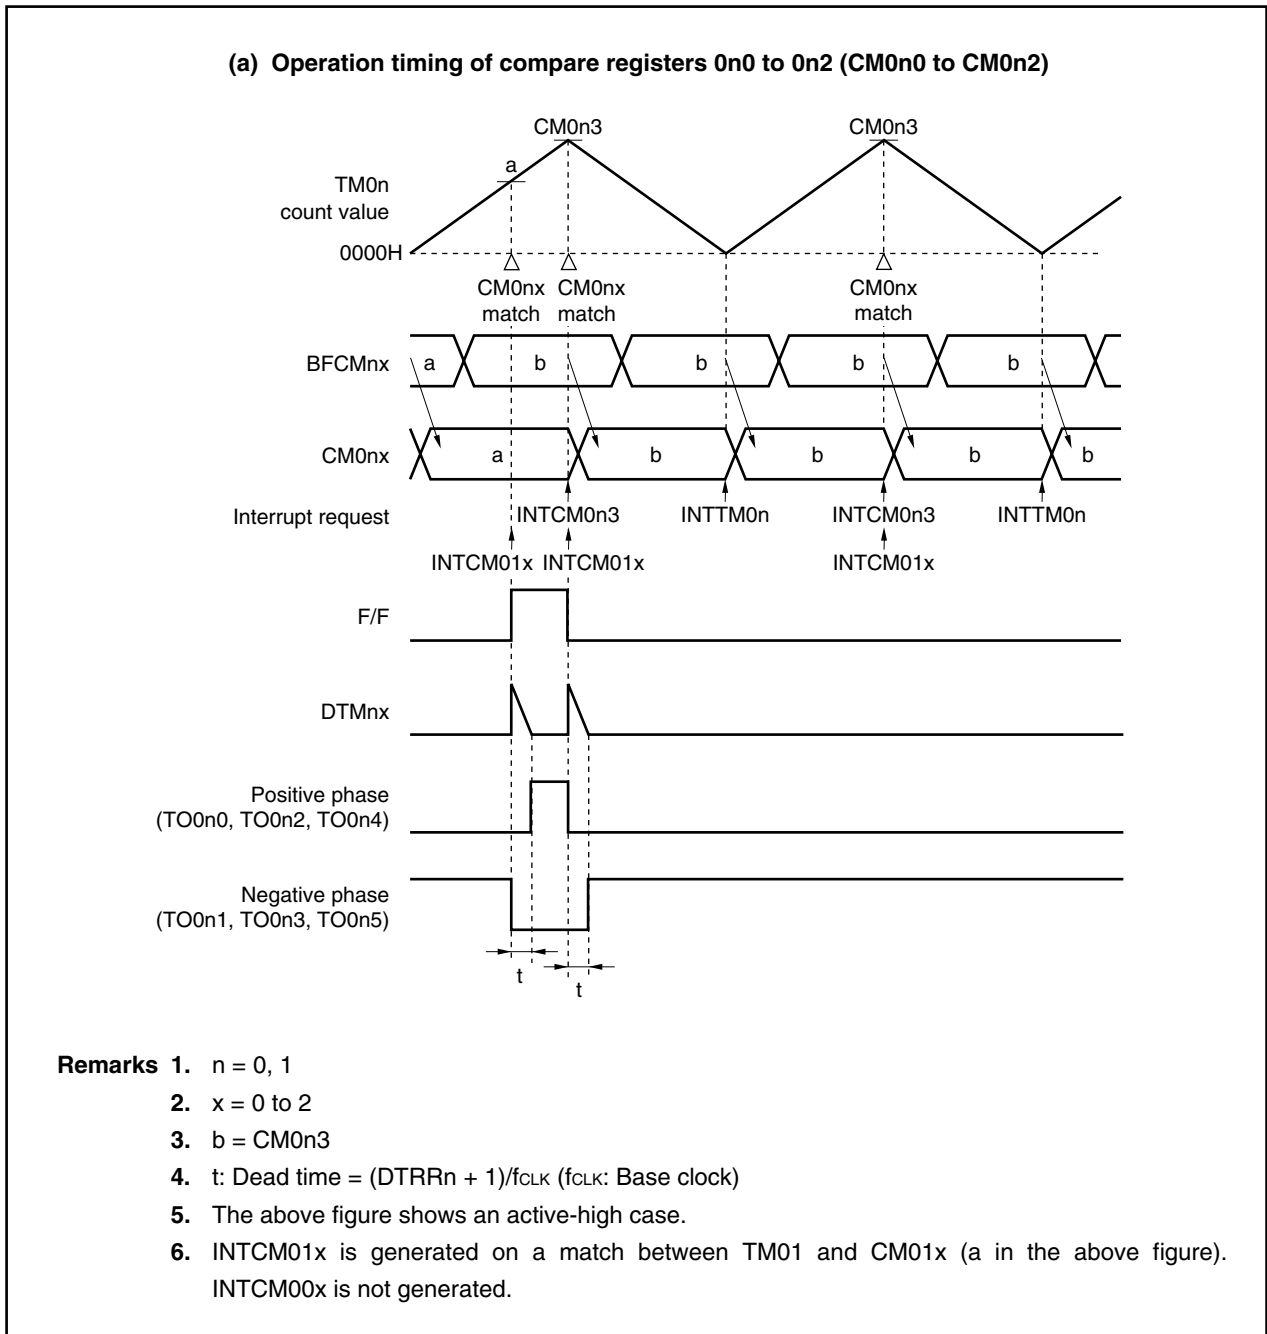 (a) Operation timing of compare registers 0n0 to 0n2 (CM0n0 to CM0n2)
CM0n3 CM0n3
a
TM0n
count value
0000H
CM0nx CM0nx CM0nx
match match match
BFCMnx a b b b b
CM0nx a b b b b
Interrupt request INTCM0n3 INTTM0n INTCM0n3 INTTM0n
INTCM01x INTCM01x INTCM01x
F/F
DTMnx
Positive phase
(TO0n0, TO0n2, TO0n4)
Negative phase
(TO0n1, TO0n3, TO0n5)
t
t
Remarks 1. n = 0, 1
2. x = 0 to 2
3. b = CM0n3
4. t: Dead time = (DTRRn + 1)/fCLK (fCLK: Base clock)
5. The above figure shows an active-high case.
6. INTCM01x is generated on a match between TM01 and CM01x (a in the above figure).
INTCM00x is not generated.